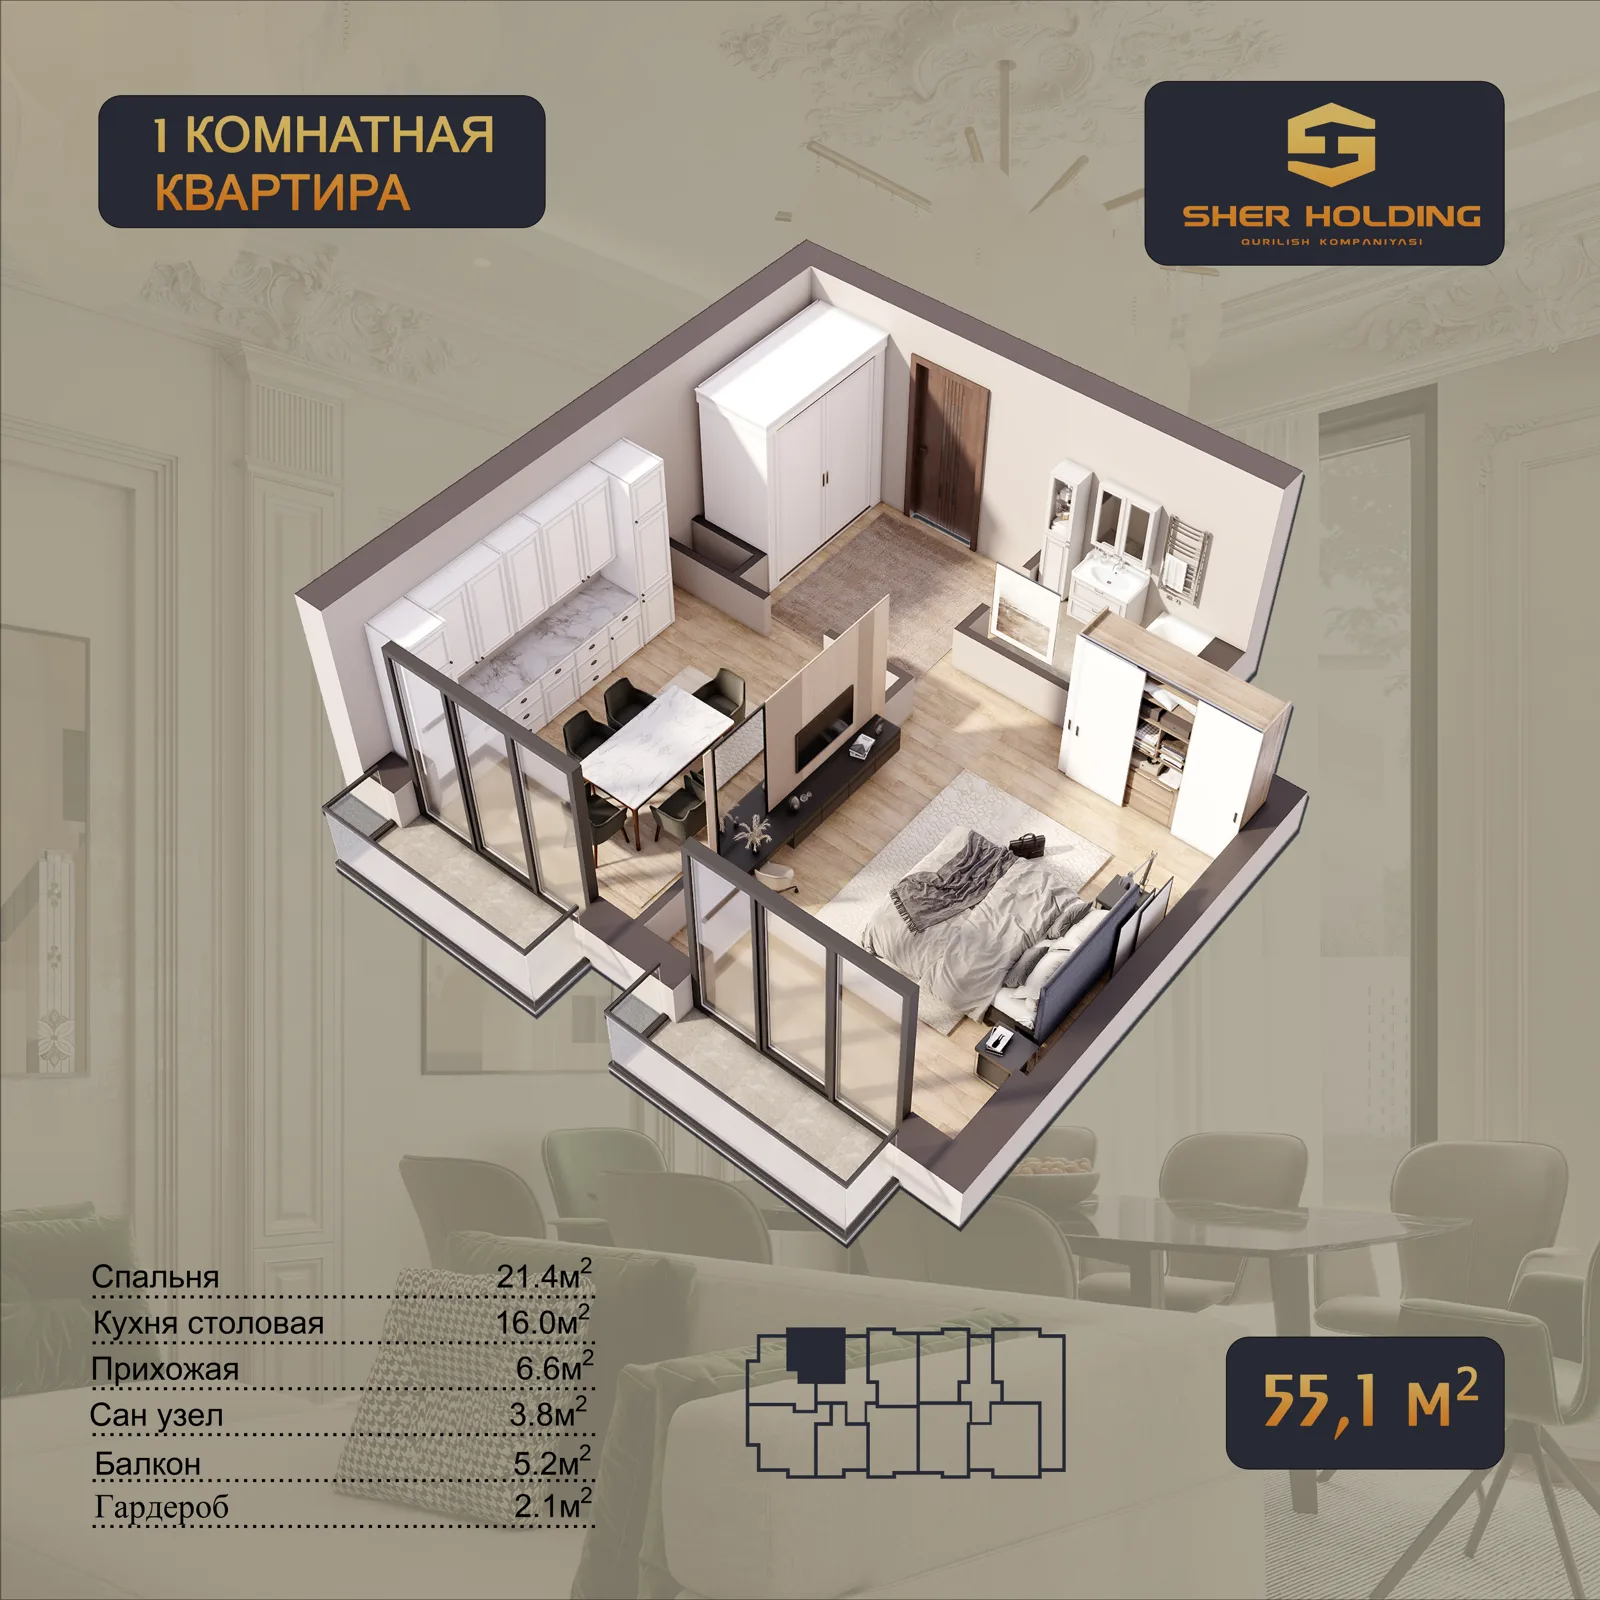 1 КОМНАТНАЯ
КВАРТИРА
SHER HOLDING
QURILISH KOMPANIYASI
Спальня 21.4м²
Кухня столовая 16.0м²
Прихожая 6.6м²
Сан узел 3.8м²
Балкон 5.2м²
Гардероб 2.1м²
55,1 м²